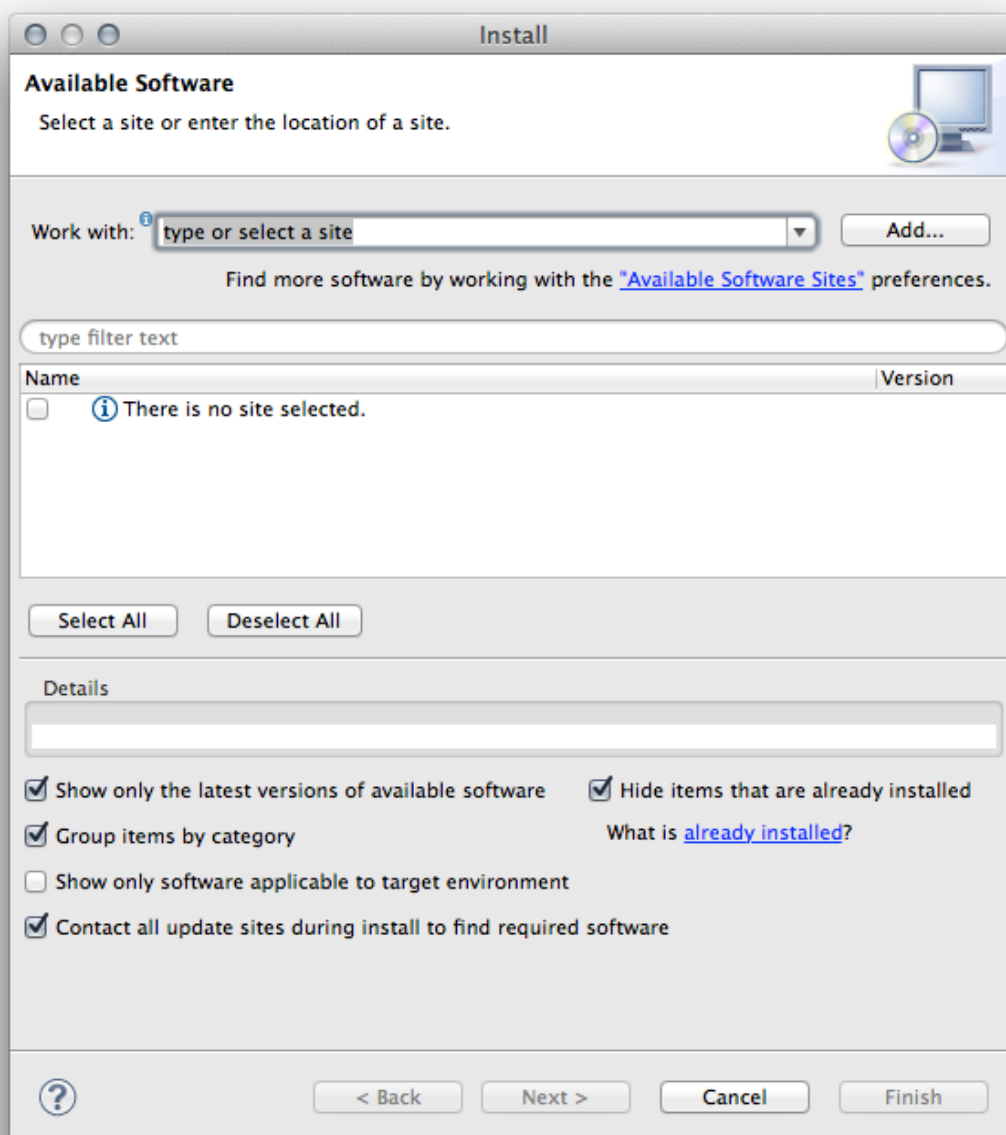 Install
Available Software
Select a site or enter the location of a site.
Work with: type or select a site Add...
Find more software by working with the "Available Software Sites" preferences.
type filter text
Name Version
There is no site selected.
Select All Deselect All
Details
Show only the latest versions of available software Hide items that are already installed
Group items by category What is already installed?
Show only software applicable to target environment
Contact all update sites during install to find required software
? < Back Next > Cancel Finish